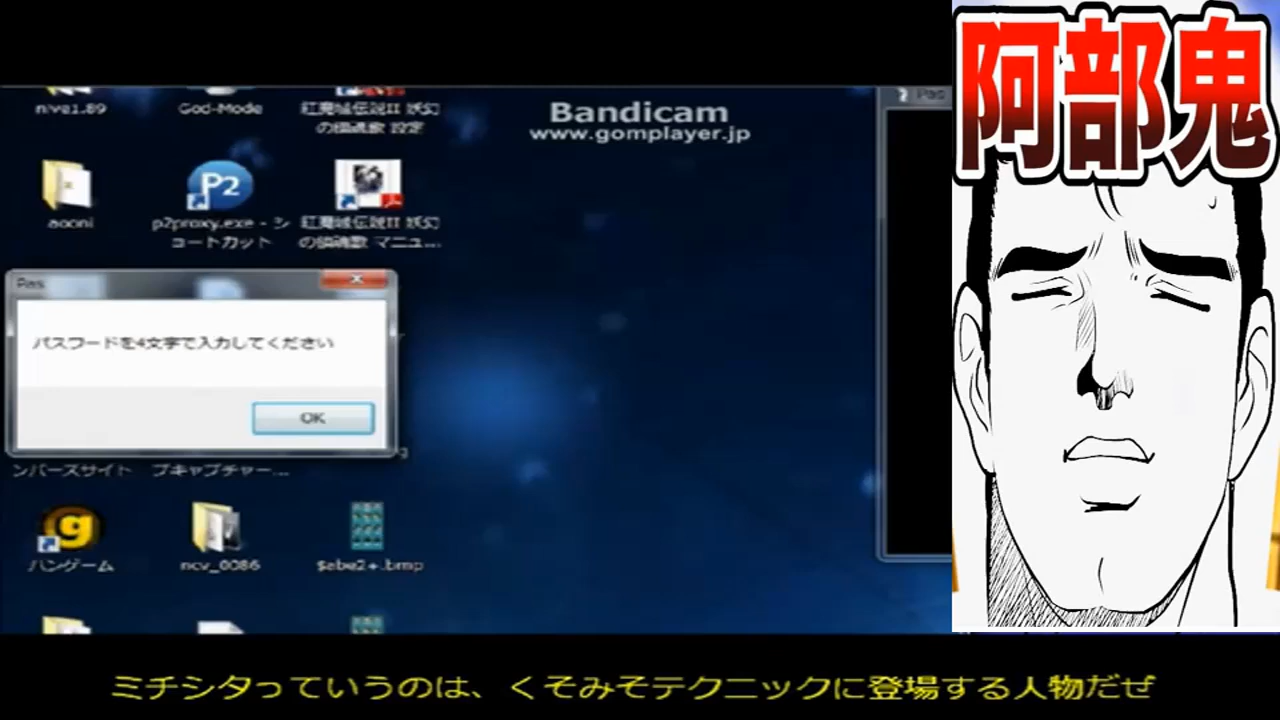 阿部鬼
nive1.89
God-Mode
紅魔城伝説II 妖幻
の鎮魂歌 設定
Bandicam
www.gomplayer.jp
Pas
aooni
p2proxy.exe - シ
ョートカット
紅魔城伝説II 妖幻
の鎮魂歌 マニュ...
Pas
パスワードを4文字で入力してください
OK
ンバーズサイト
プキャプチャー...
ハングーム
ncv_0086
$abe2+.bmp
ミチシタっていうのは、くそみそテクニックに登場する人物だぜ